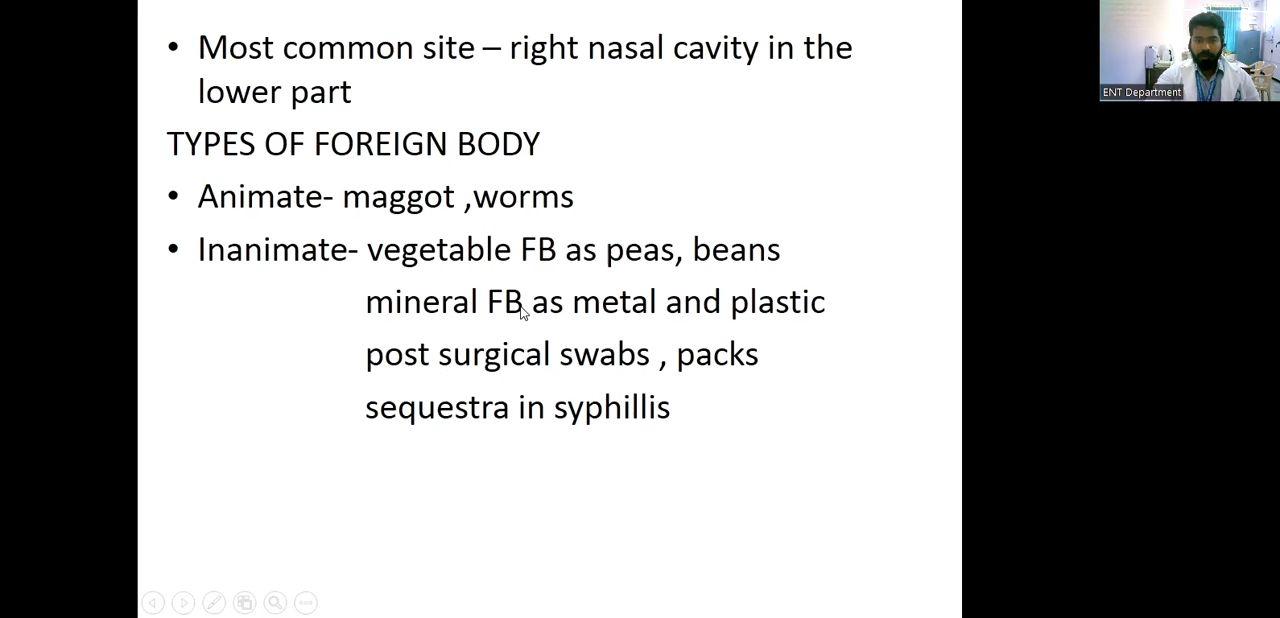 • Most common site – right nasal cavity in the
lower part
TYPES OF FOREIGN BODY
• Animate- maggot ,worms
• Inanimate- vegetable FB as peas, beans
mineral FB as metal and plastic
post surgical swabs , packs
sequestra in syphillis
ENT Department